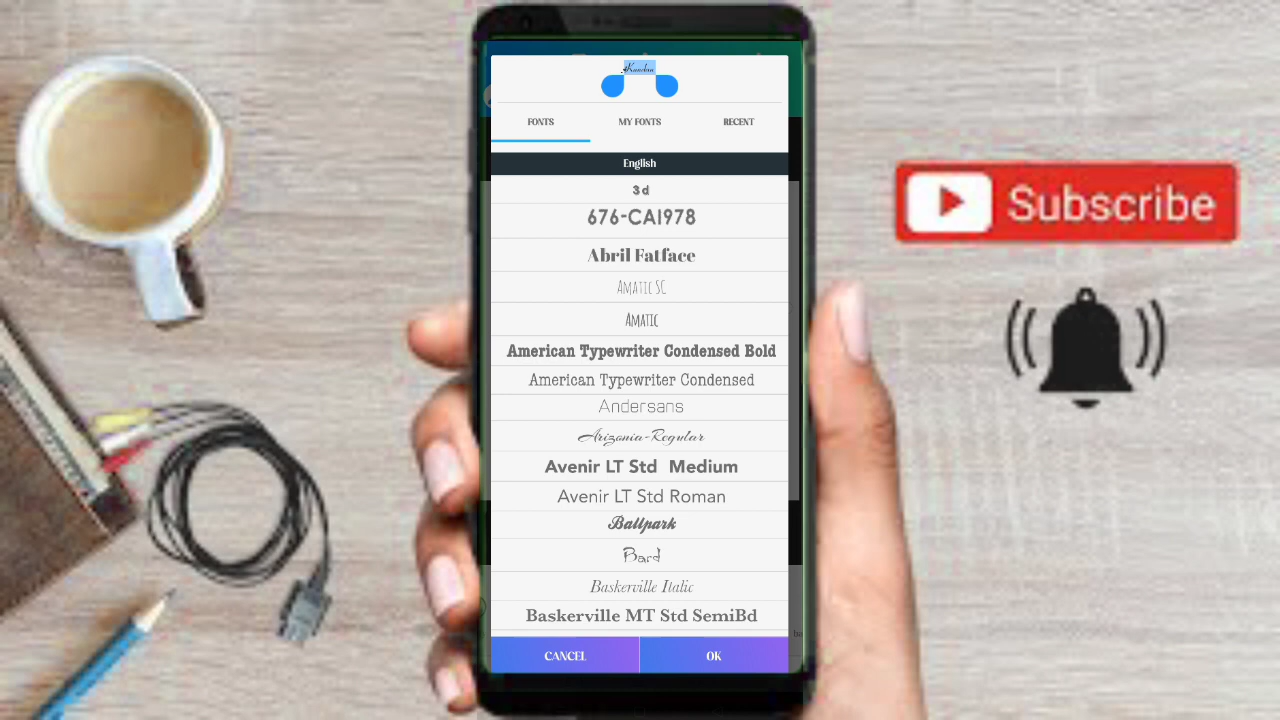 FONTS MY FONTS RECENT
English
3d
676-CAI978
Abril Fatface
AMATIC SC
AMATIC
American Typewriter Condensed Bold
American Typewriter Condensed
Andersans
Arizonia-Regular
Avenir LT Std Medium
Avenir LT Std Roman
Ballpark
Bard
Baskerville Italic
Baskerville MT Std SemiBd
CANCEL OK
Subscribe